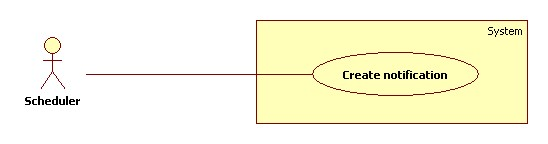 System
Create notification
Scheduler